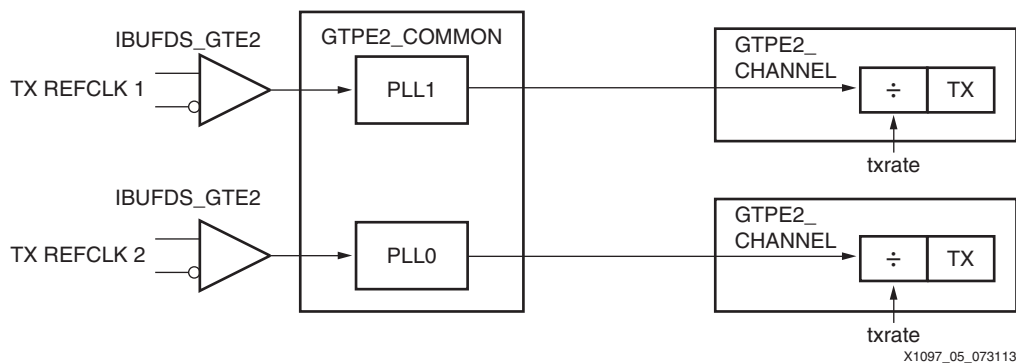 IBUFDS_GTE2
GTPE2_COMMON
GTPE2_
CHANNEL
TX REFCLK 1
PLL1
÷
TX
txrate
IBUFDS_GTE2
GTPE2_
CHANNEL
TX REFCLK 2
PLL0
÷
TX
txrate
X1097_05_073113